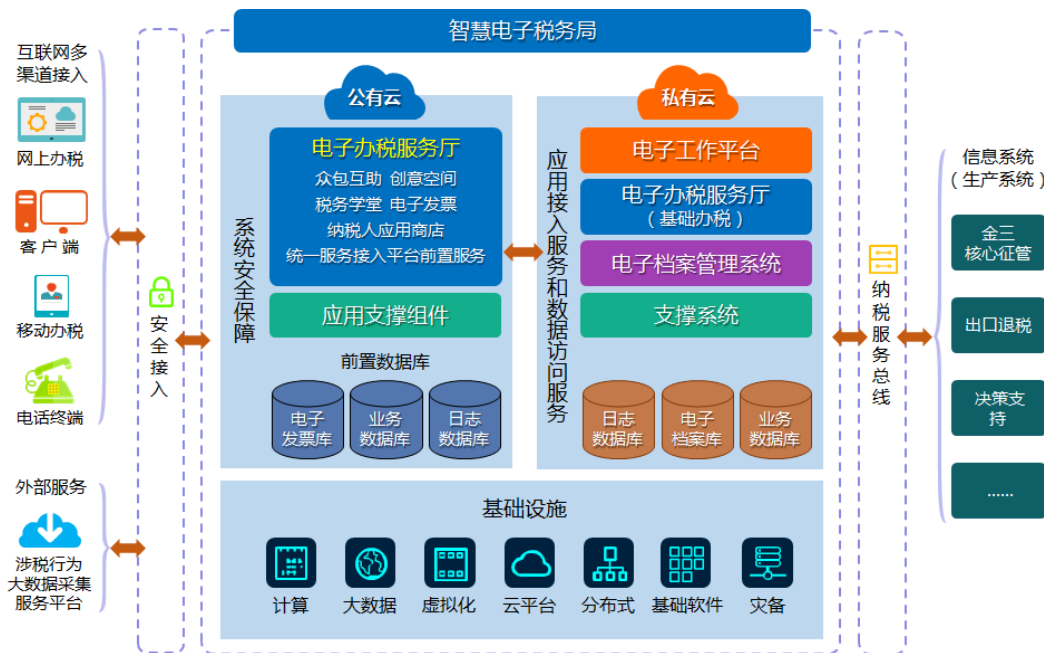 智慧电子税务局
互联网多
渠道接入
网上办税
客户端
移动办税
电话终端
外部服务
涉税行为
大数据采集
服务平台
安全接入
公有云
系统安全保障
电子办税服务厅
众包互助 创意空间
税务学堂 电子发票
纳税人应用商店
统一服务接入平台前置服务
应用支撑组件
前置数据库
电子
发票库
业务
数据库
日志
数据库
私有云
应用接入服务和数据访问服务
电子工作平台
电子办税服务厅
（基础办税）
电子档案管理系统
支撑系统
日志
数据库
电子
档案库
业务
数据库
基础设施
计算
大数据
虚拟化
云平台
分布式
基础软件
灾备
纳税服务总线
信息系统
（生产系统）
金三
核心征管
出口退税
决策支
持
......